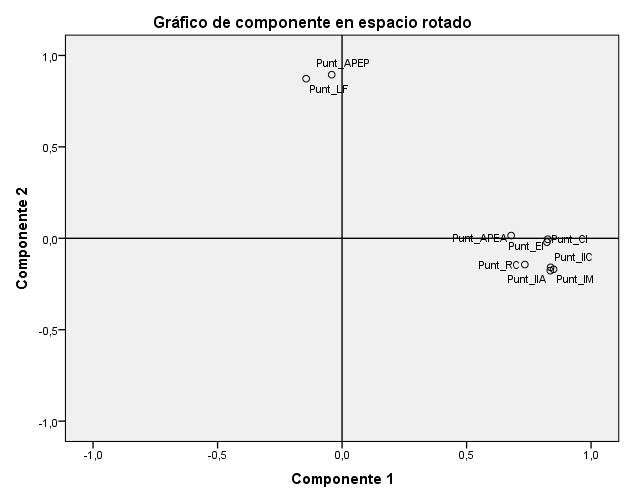 Gráfico de componente en espacio rotado
1,0
Punt_APEP
Punt_LF
0,5
0,0
Punt_APEA
Punt_EI
Punt_CI
Punt_IIC
Punt_RC
Punt_IIA
Punt_IM
-0,5
-1,0
-1,0
-0,5
0,0
0,5
1,0
Componente 2
Componente 1